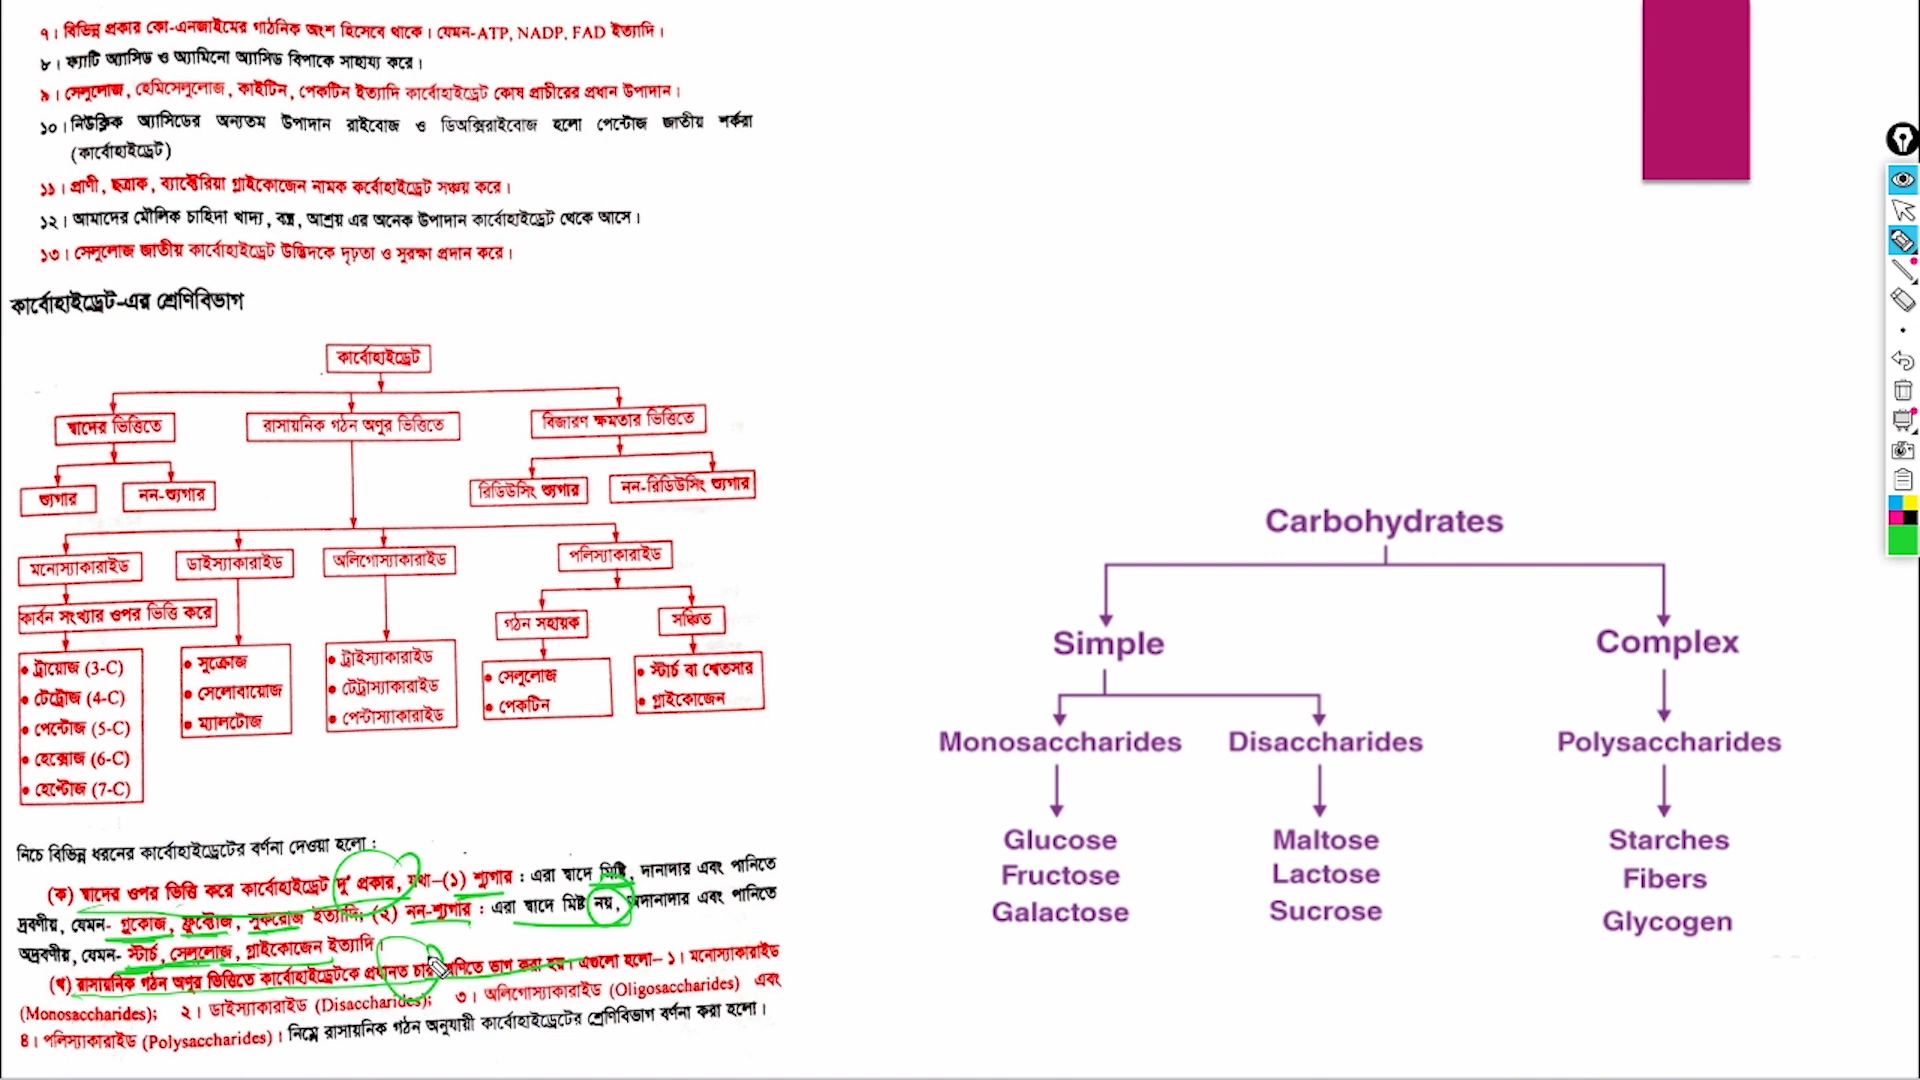 ৭। বিভিন্ন প্রকার কো-এনজাইমের গাঠনিক অংশ হিসেবে থাকে। যেমন-ATP, NADP, FAD ইত্যাদি।
৮। ফ্যাটি অ্যাসিড ও অ্যামিনো অ্যাসিড বিপাকে সাহায্য করে।
৯। সেলুলোজ, হেমিসেলুলোজ, কাইটিন, পেকটিন ইত্যাদি কার্বোহাইড্রেট কোষ প্রাচীরের প্রধান উপাদান।
১০। নিউক্লিক অ্যাসিডের অন্যতম উপাদান রাইবোজ ও ডিঅক্সিরাইবোজ হলো পেন্টোজ জাতীয় শর্করা
(কার্বোহাইড্রেট)
১১। প্রাণী, ছত্রাক, ব্যাক্টেরিয়া গ্লাইকোজেন নামক কর্বোহাইড্রেট সঞ্চয় করে।
১২। আমাদের মৌলিক চাহিদা খাদ্য, বস্ত্র, আশ্রয় এর অনেক উপাদান কার্বোহাইড্রেট থেকে আসে।
১৩। সেলুলোজ জাতীয় কার্বোহাইড্রেট উদ্ভিদকে দৃঢ়তা ও সুরক্ষা প্রদান করে।
কার্বোহাইড্রেট-এর শ্রেণিবিভাগ
কার্বোহাইড্রেট
স্বাদের ভিত্তিতে
রাসায়নিক গঠন অণুর ভিত্তিতে
বিজারণ ক্ষমতার ভিত্তিতে
শ্যুগার
নন-শ্যুগার
রিডিউসিং শ্যুগার
নন-রিডিউসিং শ্যুগার
মনোস্যাকারাইড
ডাইস্যাকারাইড
অলিগোস্যাকারাইড
পলিস্যাকারাইড
কার্বন সংখ্যার ওপর ভিত্তি করে
গঠন সহায়ক
সঞ্চিত
• ট্রায়োজ (3-C)
• টেট্রোজ (4-C)
• পেন্টোজ (5-C)
• হেক্সোজ (6-C)
• হেপ্টোজ (7-C)
• সুক্রোজ
• সেলোবায়োজ
• ম্যালটোজ
• ট্রাইস্যাকারাইড
• টেট্রাস্যাকারাইড
• পেন্টাস্যাকারাইড
• সেলুলোজ
• পেকটিন
• স্টার্চ বা শ্বেতসার
• গ্লাইকোজেন
নিচে বিভিন্ন ধরনের কার্বোহাইড্রেটের বর্ণনা দেওয়া হলো :
(ক) স্বাদের ওপর ভিত্তি করে কার্বোহাইড্রেট দু' প্রকার, যথা–(১) শ্যুগার : এরা স্বাদে মিষ্টি, দানাদার এবং পানিতে
দ্রবণীয়, যেমন- গ্লুকোজ, ফ্রুক্টোজ, সুকরোজ ইত্যাদি; (২) নন-শ্যুগার : এরা স্বাদে মিষ্ট নয়, অদানাদার এবং পানিতে
অদ্রবণীয়, যেমন- স্টার্চ, সেলুলোজ, গ্লাইকোজেন ইত্যাদি।
(খ) রাসায়নিক গঠন অণুর ভিত্তিতে কার্বোহাইড্রেটকে প্রধানত চার শ্রেণিতে ভাগ করা হয়। এগুলো হলো– ১। মনোস্যাকারাইড
(Monosaccharides); ২। ডাইস্যাকারাইড (Disaccharides); ৩। অলিগোস্যাকারাইড (Oligosaccharides) এবং
৪। পলিস্যাকারাইড (Polysaccharides)। নিম্নে রাসায়নিক গঠন অনুযায়ী কার্বোহাইড্রেটের শ্রেণিবিভাগ বর্ণনা করা হলো।
Carbohydrates
Simple
Complex
Monosaccharides
Disaccharides
Polysaccharides
Glucose
Fructose
Galactose
Maltose
Lactose
Sucrose
Starches
Fibers
Glycogen